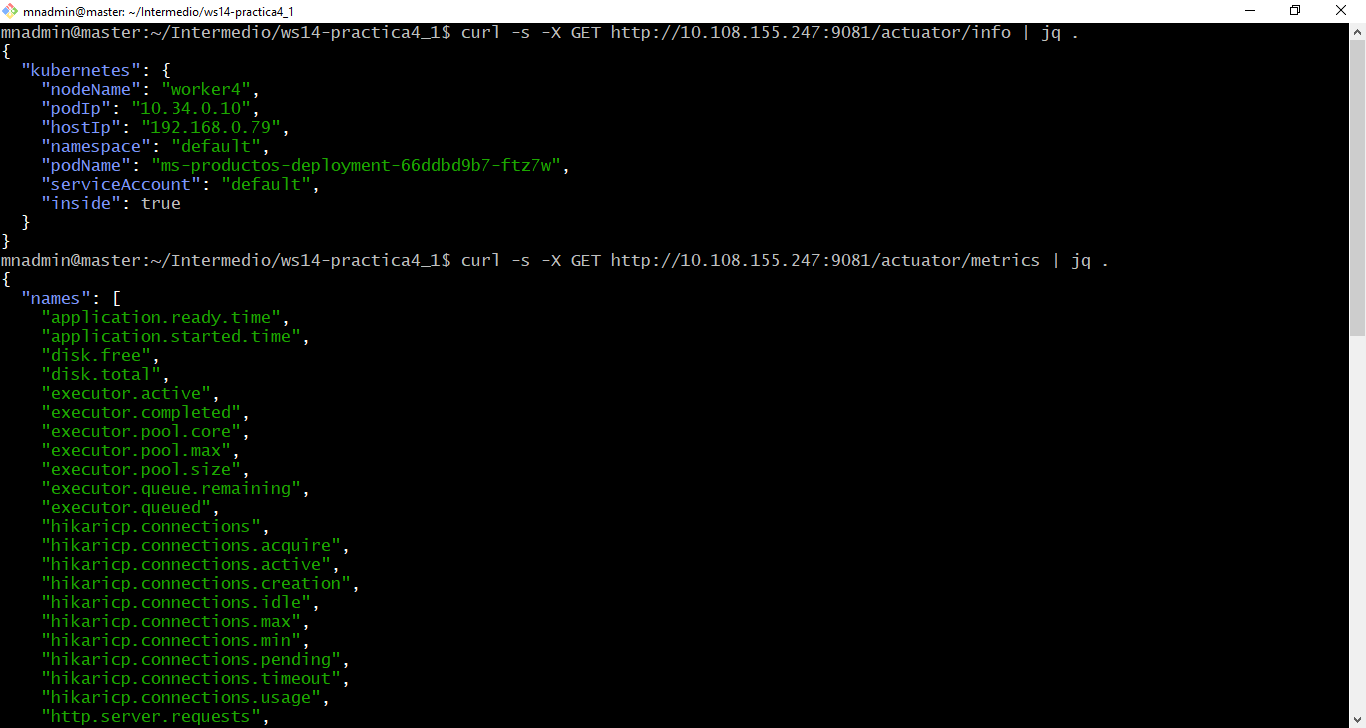 mnadmin@master: ~/Intermedio/ws14-practica4_1
mnadmin@master:~/Intermedio/ws14-practica4_1$ curl -s -X GET http://10.108.155.247:9081/actuator/info | jq .
{
  "kubernetes": {
    "nodeName": "worker4",
    "podIp": "10.34.0.10",
    "hostIp": "192.168.0.79",
    "namespace": "default",
    "podName": "ms-productos-deployment-66ddbd9b7-ftz7w",
    "serviceAccount": "default",
    "inside": true
  }
}
mnadmin@master:~/Intermedio/ws14-practica4_1$ curl -s -X GET http://10.108.155.247:9081/actuator/metrics | jq .
{
  "names": [
    "application.ready.time",
    "application.started.time",
    "disk.free",
    "disk.total",
    "executor.active",
    "executor.completed",
    "executor.pool.core",
    "executor.pool.max",
    "executor.pool.size",
    "executor.queue.remaining",
    "executor.queued",
    "hikaricp.connections",
    "hikaricp.connections.acquire",
    "hikaricp.connections.active",
    "hikaricp.connections.creation",
    "hikaricp.connections.idle",
    "hikaricp.connections.max",
    "hikaricp.connections.min",
    "hikaricp.connections.pending",
    "hikaricp.connections.timeout",
    "hikaricp.connections.usage",
    "http.server.requests",